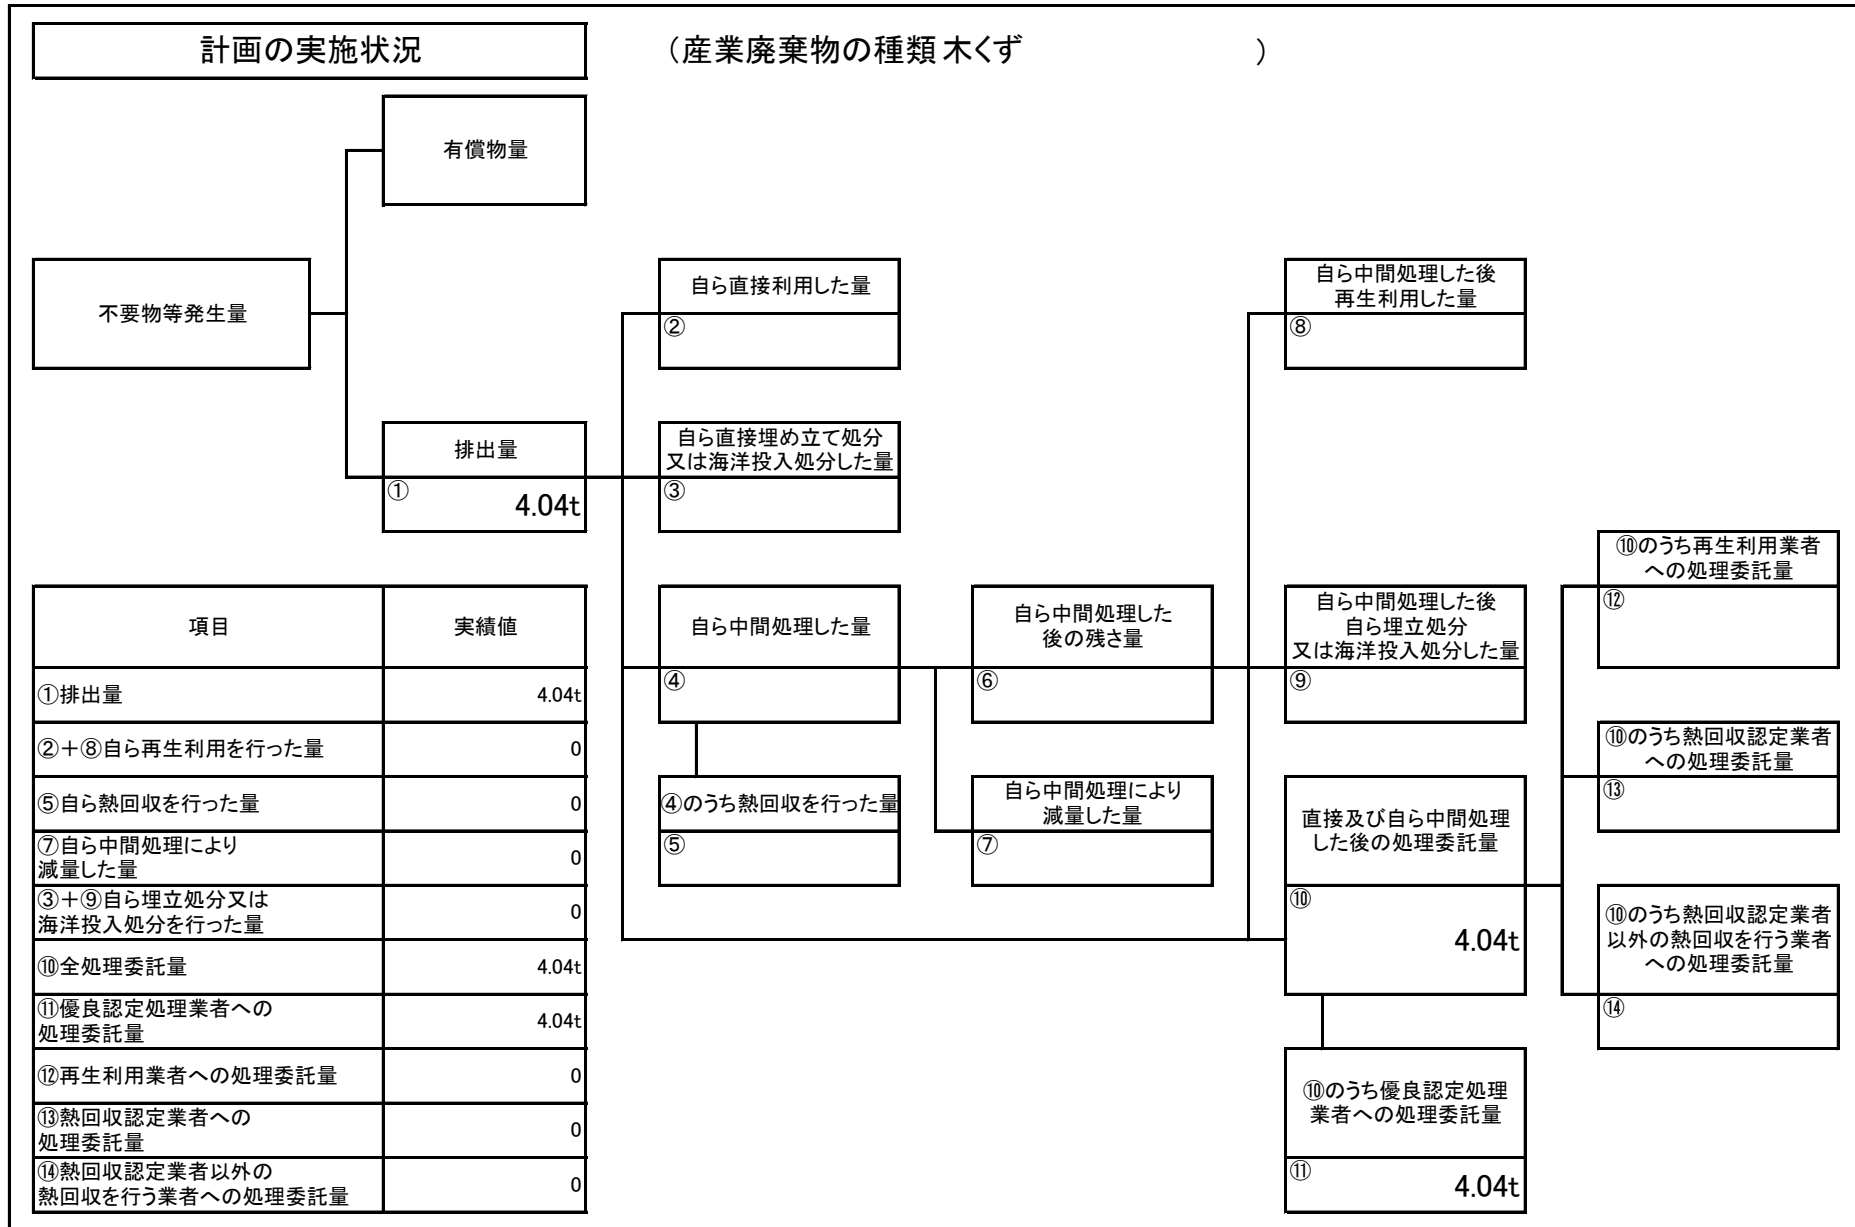 計画の実施状況
（産業廃棄物の種類 木くず ）
有償物量
不要物等発生量
自ら直接利用した量
②
自ら中間処理した後
再生利用した量
⑧
排出量
① 4.04t
自ら直接埋め立て処分
又は海洋投入処分した量
③
⑩のうち再生利用業者
への処理委託量
⑫
自ら中間処理した量
④
自ら中間処理した
後の残さ量
⑥
自ら中間処理した後
自ら埋立処分
又は海洋投入処分した量
⑨
⑩のうち熱回収認定業者
への処理委託量
⑬
④のうち熱回収を行った量
⑤
自ら中間処理により
減量した量
⑦
直接及び自ら中間処理
した後の処理委託量
⑩
4.04t
⑩のうち熱回収認定業者
以外の熱回収を行う業者
への処理委託量
⑭
⑩のうち優良認定処理
業者への処理委託量
⑪ 4.04t
項目 実績値
①排出量 4.04t
②＋⑧自ら再生利用を行った量 0
⑤自ら熱回収を行った量 0
⑦自ら中間処理により
減量した量 0
③＋⑨自ら埋立処分又は
海洋投入処分を行った量 0
⑩全処理委託量 4.04t
⑪優良認定処理業者への
処理委託量 4.04t
⑫再生利用業者への処理委託量 0
⑬熱回収認定業者への
処理委託量 0
⑭熱回収認定業者以外の
熱回収を行う業者への処理委託量 0